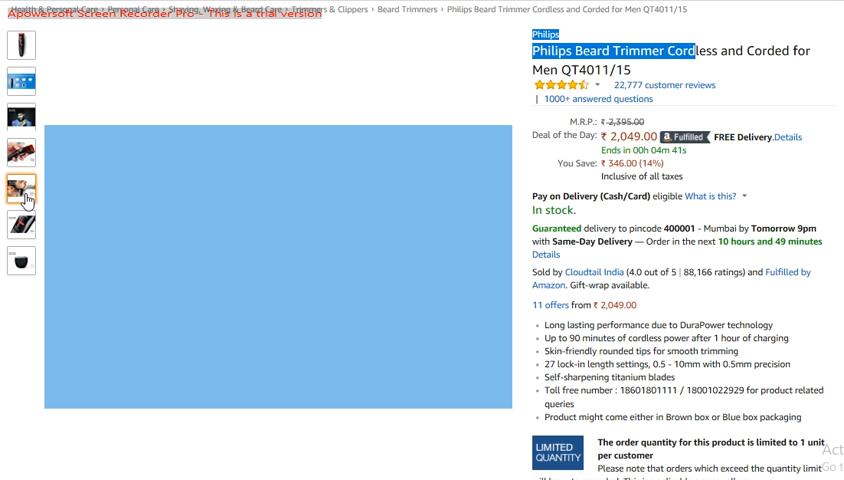 Health & Personal Care › Personal Care › Shaving, Waxing & Beard Care › Trimmers & Clippers › Beard Trimmers › Philips Beard Trimmer Cordless and Corded for Men QT4011/15
Apowersoft Screen Recorder Pro - This is a trial version
Philips
Philips Beard Trimmer Cordless and Corded for
Men QT4011/15
22,777 customer reviews
| 1000+ answered questions
M.R.P.: ₹ 2,395.00
Deal of the Day: ₹ 2,049.00 Fulfilled FREE Delivery.Details
Ends in 00h 04m 41s
You Save: ₹ 346.00 (14%)
Inclusive of all taxes
Pay on Delivery (Cash/Card) eligible What is this?
In stock.
Guaranteed delivery to pincode 400001 - Mumbai by Tomorrow 9pm
with Same-Day Delivery — Order in the next 10 hours and 49 minutes
Details
Sold by Cloudtail India (4.0 out of 5 | 88,166 ratings) and Fulfilled by
Amazon. Gift-wrap available.
11 offers from ₹ 2,049.00
Long lasting performance due to DuraPower technology
Up to 90 minutes of cordless power after 1 hour of charging
Skin-friendly rounded tips for smooth trimming
27 lock-in length settings, 0.5 - 10mm with 0.5mm precision
Self-sharpening titanium blades
Toll free number : 18601801111 / 18001022929 for product related
queries
Product might come either in Brown box or Blue box packaging
LIMITED
QUANTITY
The order quantity for this product is limited to 1 unit
per customer
Please note that orders which exceed the quantity limit
Act
Go t